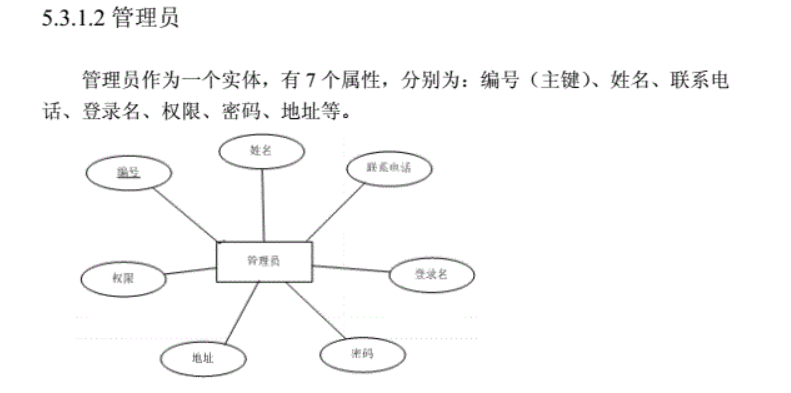 5.3.1.2 管理员
管理员作为一个实体，有 7 个属性，分别为：编号（主键）、姓名、联系电
话、登录名、权限、密码、地址等。
姓名
编号
联系电话
管理员
权限
登录名
地址
密码